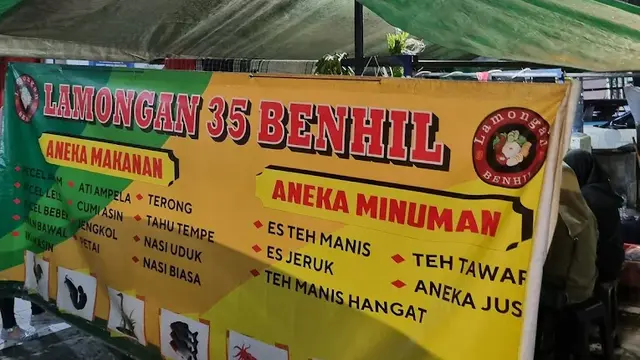 LAMONGAN 35 BENHIL
Lamongan
BENHIL
ANEKA MAKANAN
ATI AMPELA
CUMI ASIN
JENGKOL
PETAI
TERONG
TAHU TEMPE
NASI UDUK
NASI BIASA
ANEKA MINUMAN
ES TEH MANIS
ES JERUK
TEH MANIS HANGAT
TEH TAWAR
ANEKA JUS